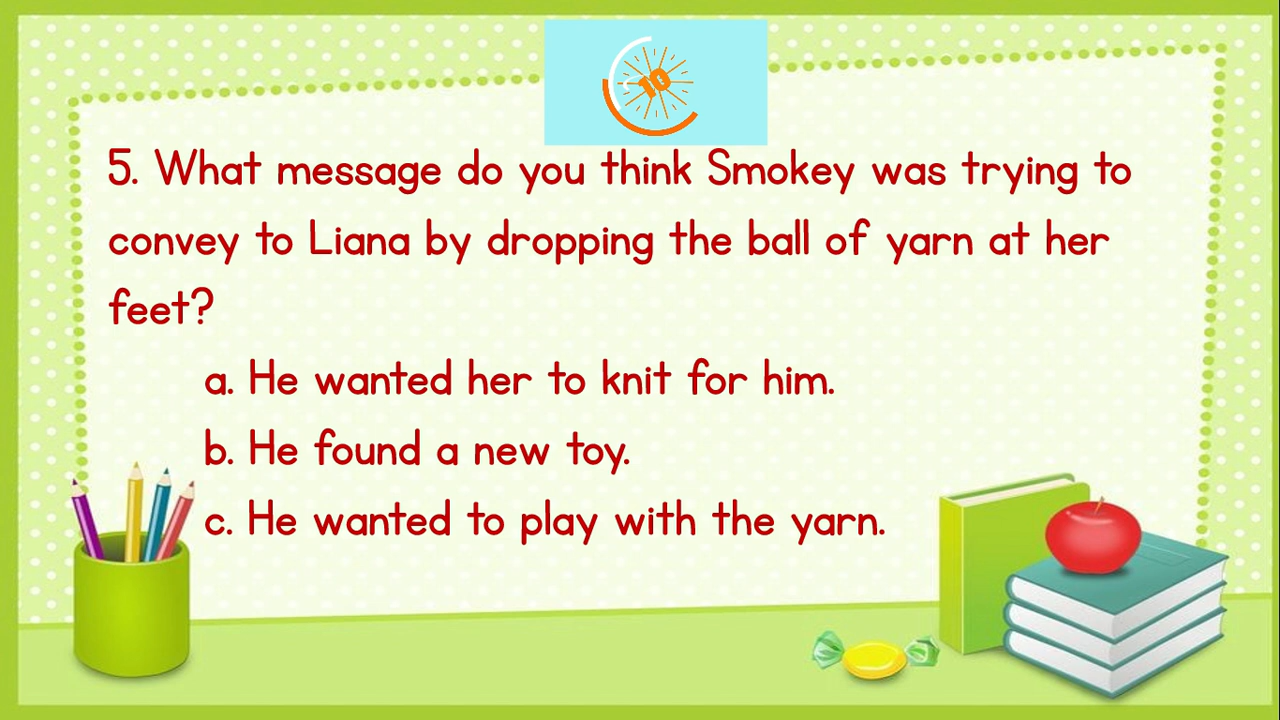 10
5. What message do you think Smokey was trying to
convey to Liana by dropping the ball of yarn at her
feet?
a. He wanted her to knit for him.
b. He found a new toy.
c. He wanted to play with the yarn.